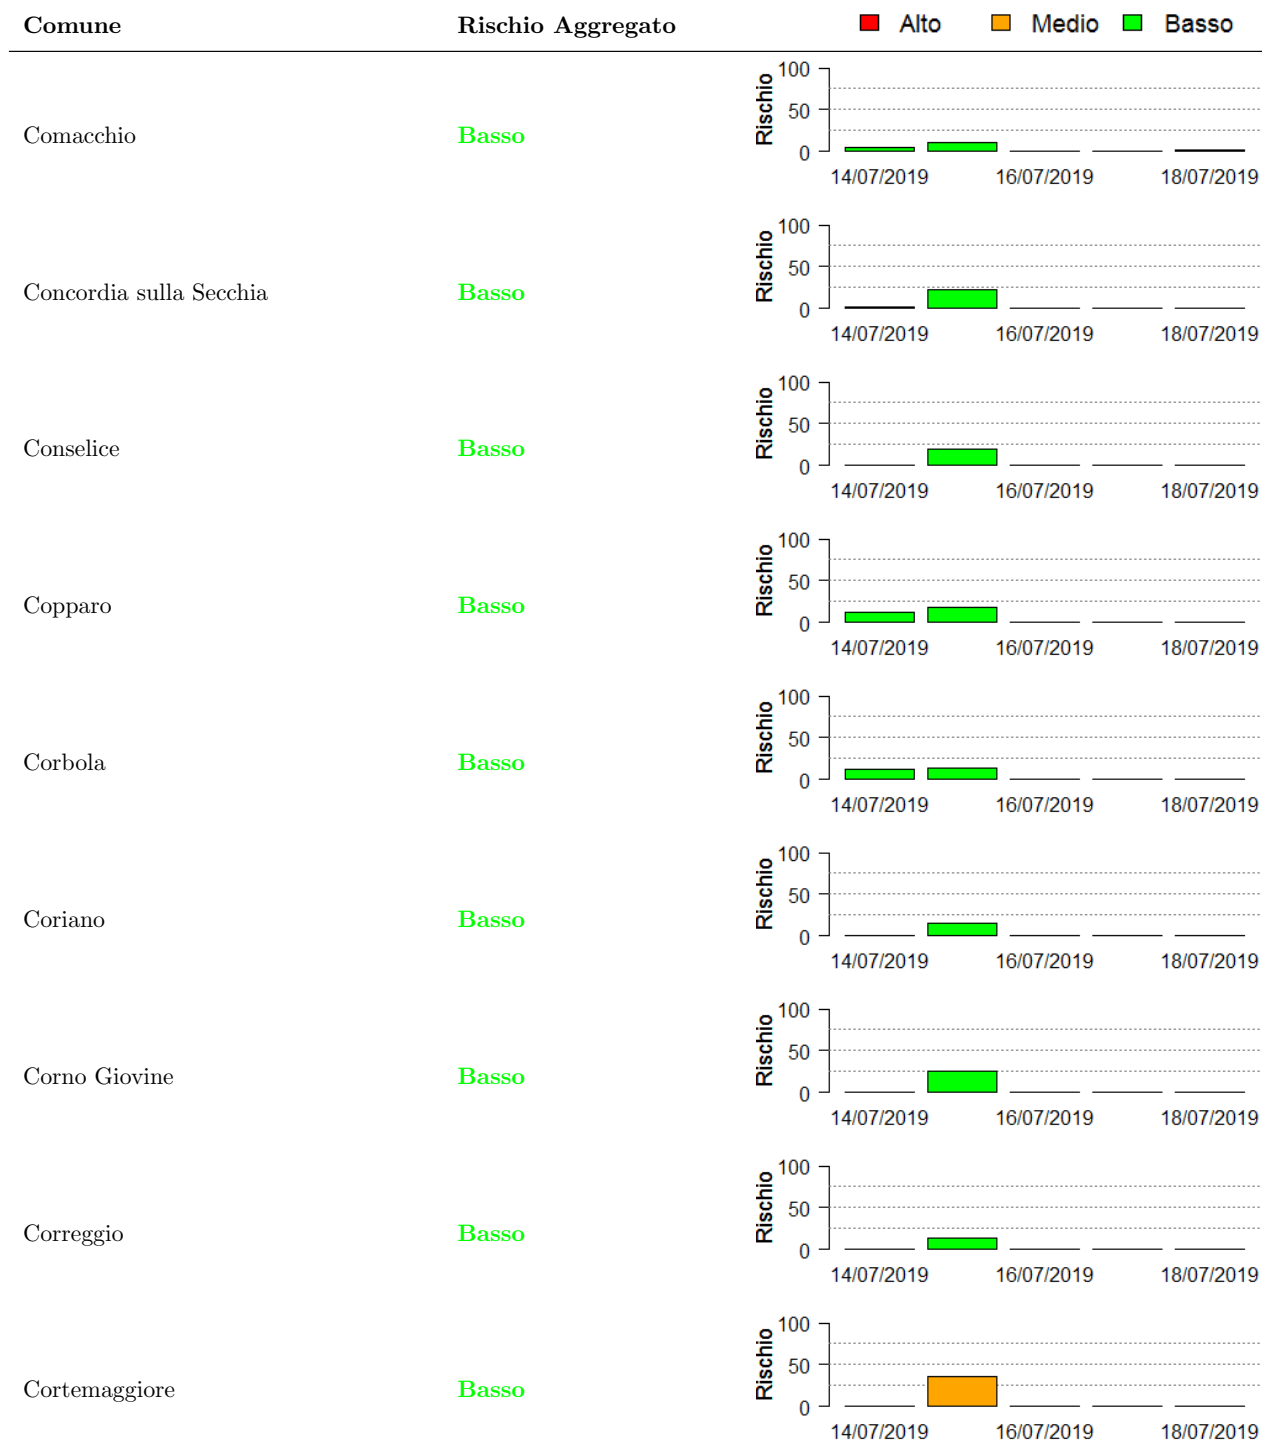 Comune Rischio Aggregato Alto Medio Basso
100
50
0
Rischio
Comacchio Basso
14/07/2019 16/07/2019 18/07/2019
100
50
0
Rischio
Concordia sulla Secchia Basso
14/07/2019 16/07/2019 18/07/2019
100
50
0
Rischio
Conselice Basso
14/07/2019 16/07/2019 18/07/2019
100
50
0
Rischio
Copparo Basso
14/07/2019 16/07/2019 18/07/2019
100
50
0
Rischio
Corbola Basso
14/07/2019 16/07/2019 18/07/2019
100
50
0
Rischio
Coriano Basso
14/07/2019 16/07/2019 18/07/2019
100
50
0
Rischio
Corno Giovine Basso
14/07/2019 16/07/2019 18/07/2019
100
50
0
Rischio
Correggio Basso
14/07/2019 16/07/2019 18/07/2019
100
50
0
Rischio
Cortemaggiore Basso
14/07/2019 16/07/2019 18/07/2019